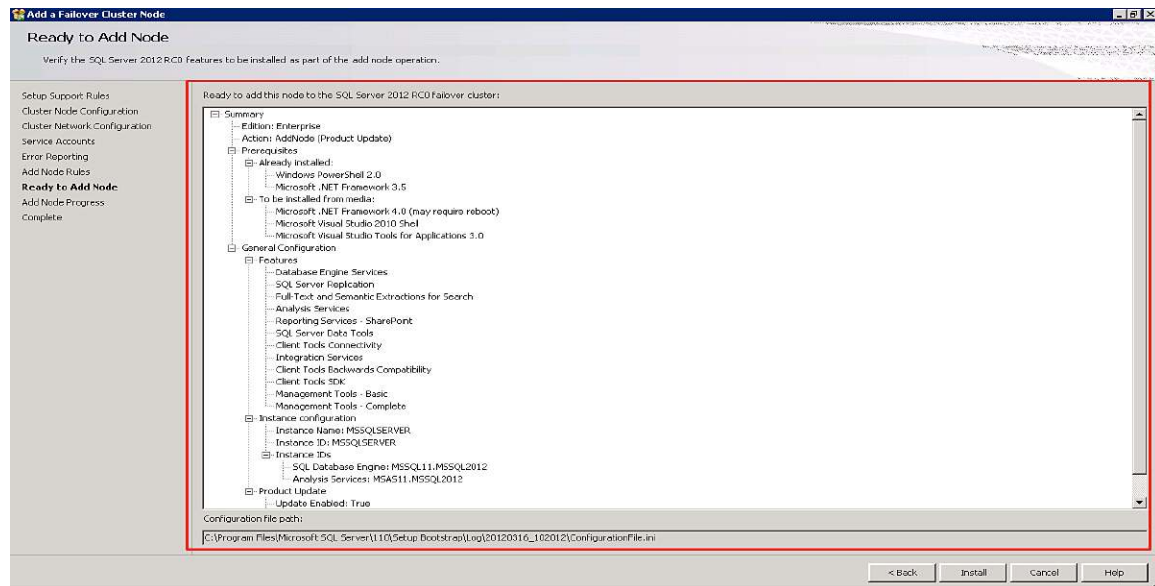 Add a Failover Cluster Node
Ready to Add Node
Verify the SQL Server 2012 RC0 features to be installed as part of the add node operation.
Setup Support Rules
Cluster Node Configuration
Cluster Network Configuration
Service Accounts
Error Reporting
Add Node Rules
Ready to Add Node
Add Node Progress
Complete
Ready to add this node to the SQL Server 2012 RC0 failover cluster:
Summary
Edition: Enterprise
Action: AddNode (Product Update)
Prerequisites
Already installed:
Windows PowerShell 2.0
Microsoft .NET Framework 3.5
To be installed from media:
Microsoft .NET Framework 4.0 (may require reboot)
Microsoft Visual Studio 2010 Shell
Microsoft Visual Studio Tools for Applications 3.0
General Configuration
Features
Database Engine Services
SQL Server Replication
Full-Text and Semantic Extractions for Search
Analysis Services
Reporting Services - SharePoint
SQL Server Data Tools
Client Tools Connectivity
Integration Services
Client Tools Backwards Compatibility
Client Tools SDK
Management Tools - Basic
Management Tools - Complete
Instance configuration
Instance Name: MSSQLSERVER
Instance ID: MSSQLSERVER
Instance IDs
SQL Database Engine: MSSQL11.MSSQL2012
Analysis Services: MSAS11.MSSQL2012
Product Update
Update Enabled: True
Configuration file path:
C:\Program Files\Microsoft SQL Server\110\Setup Bootstrap\Log\20120316_102012\ConfigurationFile.ini
< Back
Install
Cancel
Help